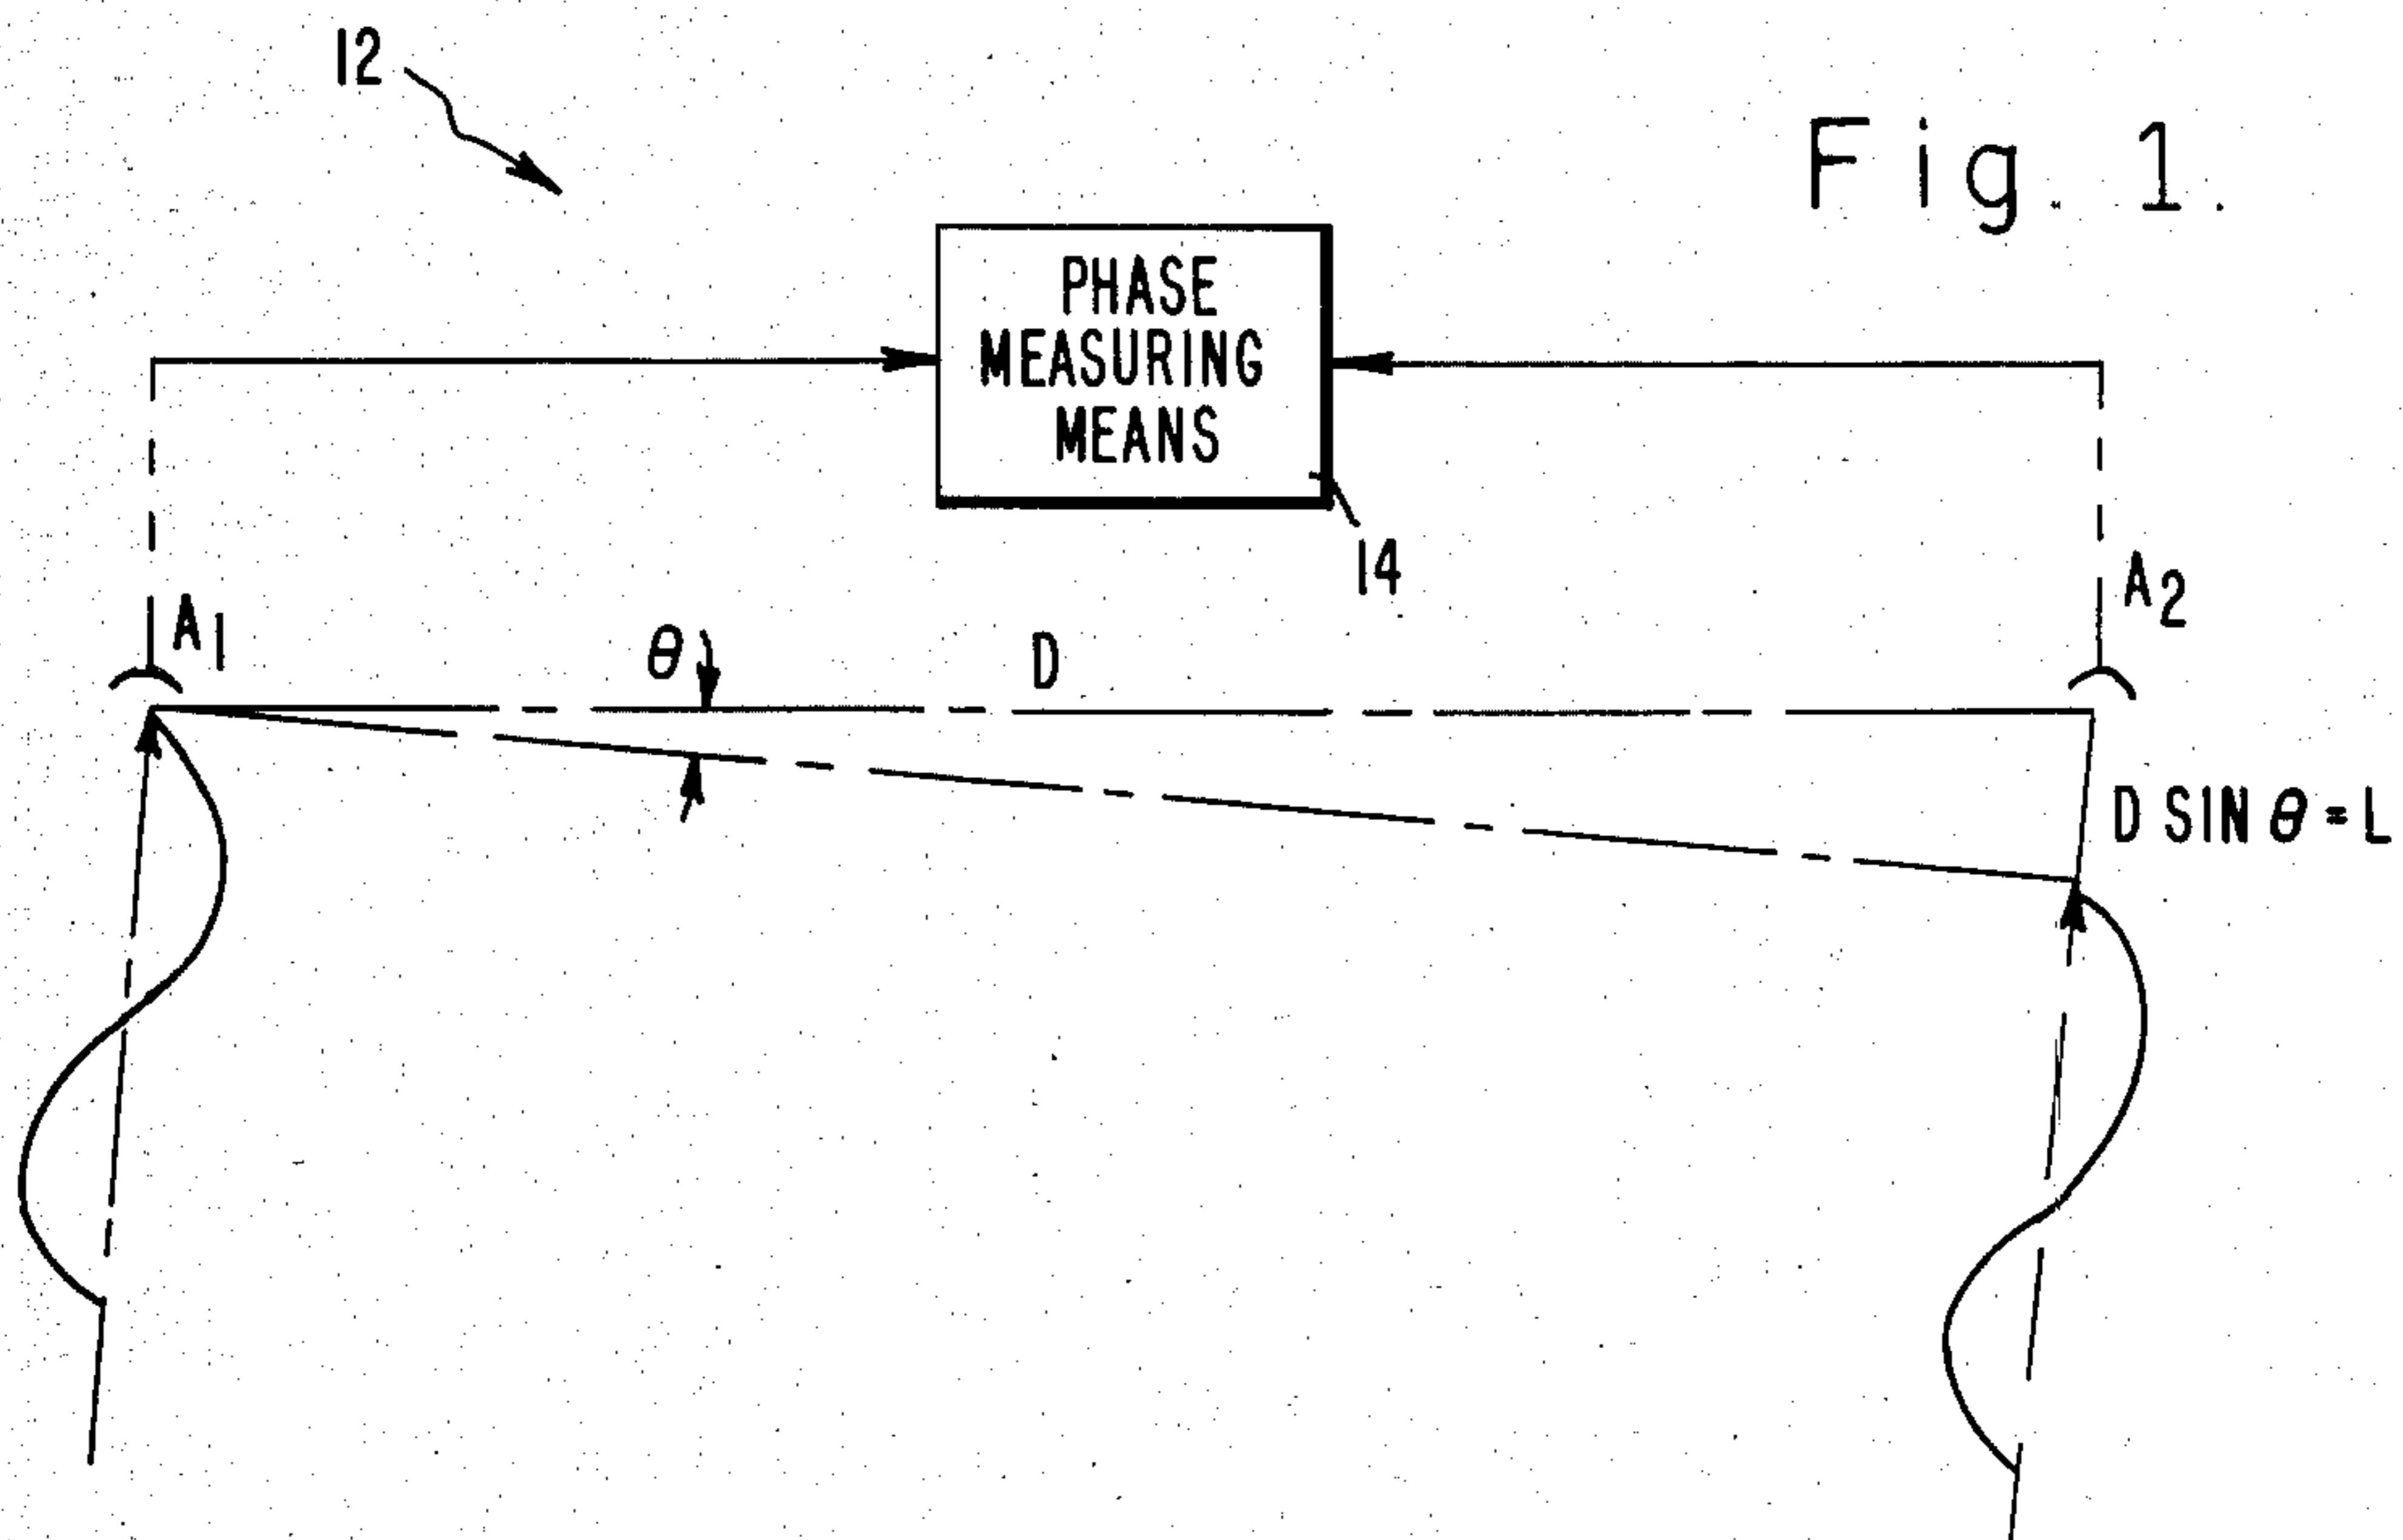 12
Fig. 1.
PHASE
MEASURING
MEANS
14
A1
A2
θ
D
D SIN θ = L